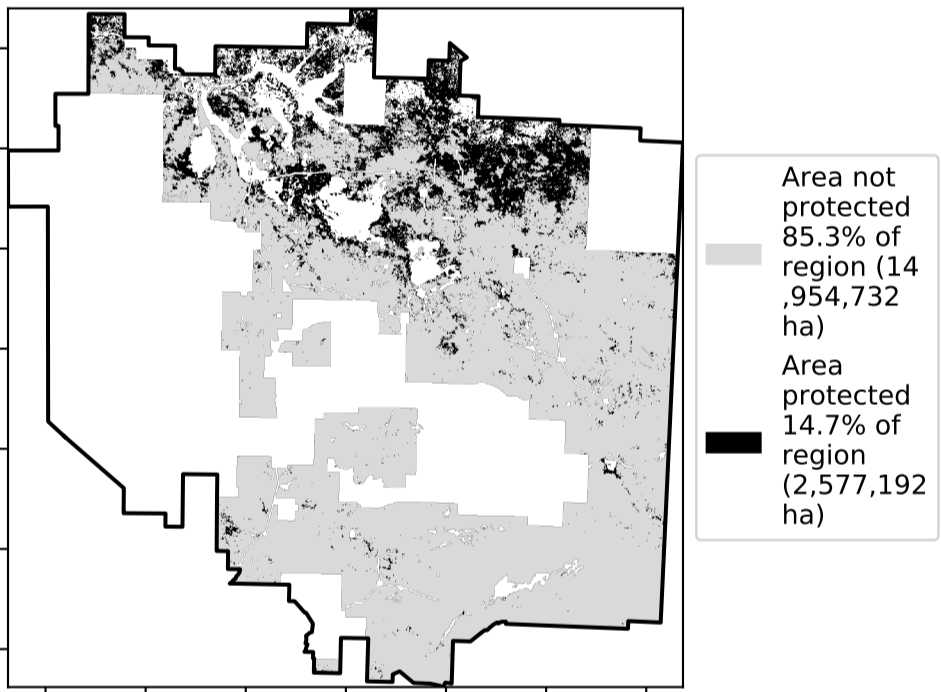 Area not
protected
85.3% of
region (14
,954,732
ha)
Area
protected
14.7% of
region
(2,577,192
ha)